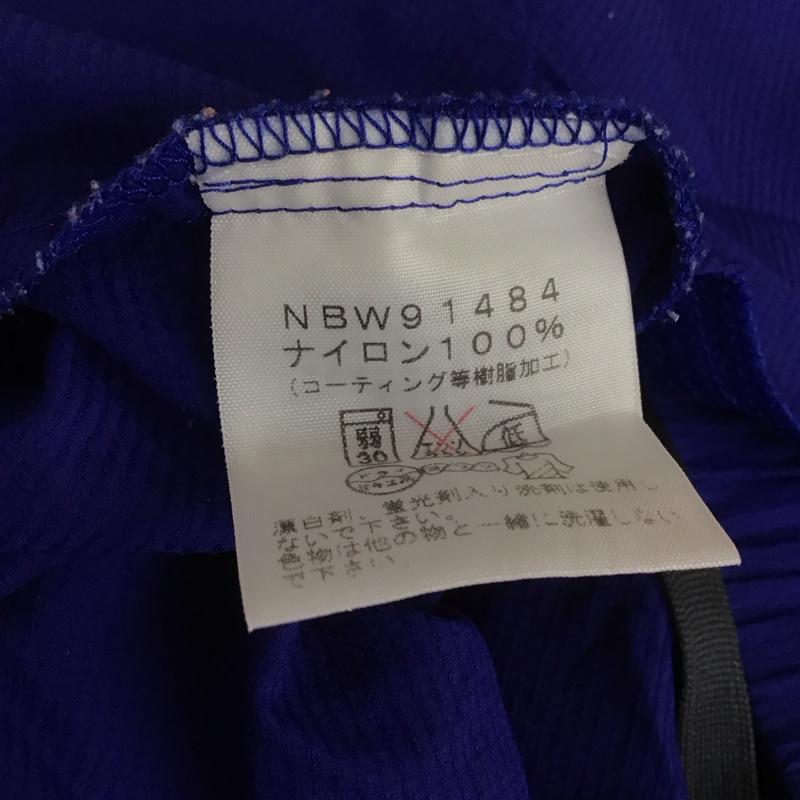 NBW91484
ナイロン100%
(コーティング等樹脂加工)
弱 30 低
漂白剤、蛍光剤入り洗剤は使用し
ないで下さい。
色物は他の物と一緒に洗濯しない
下さい。